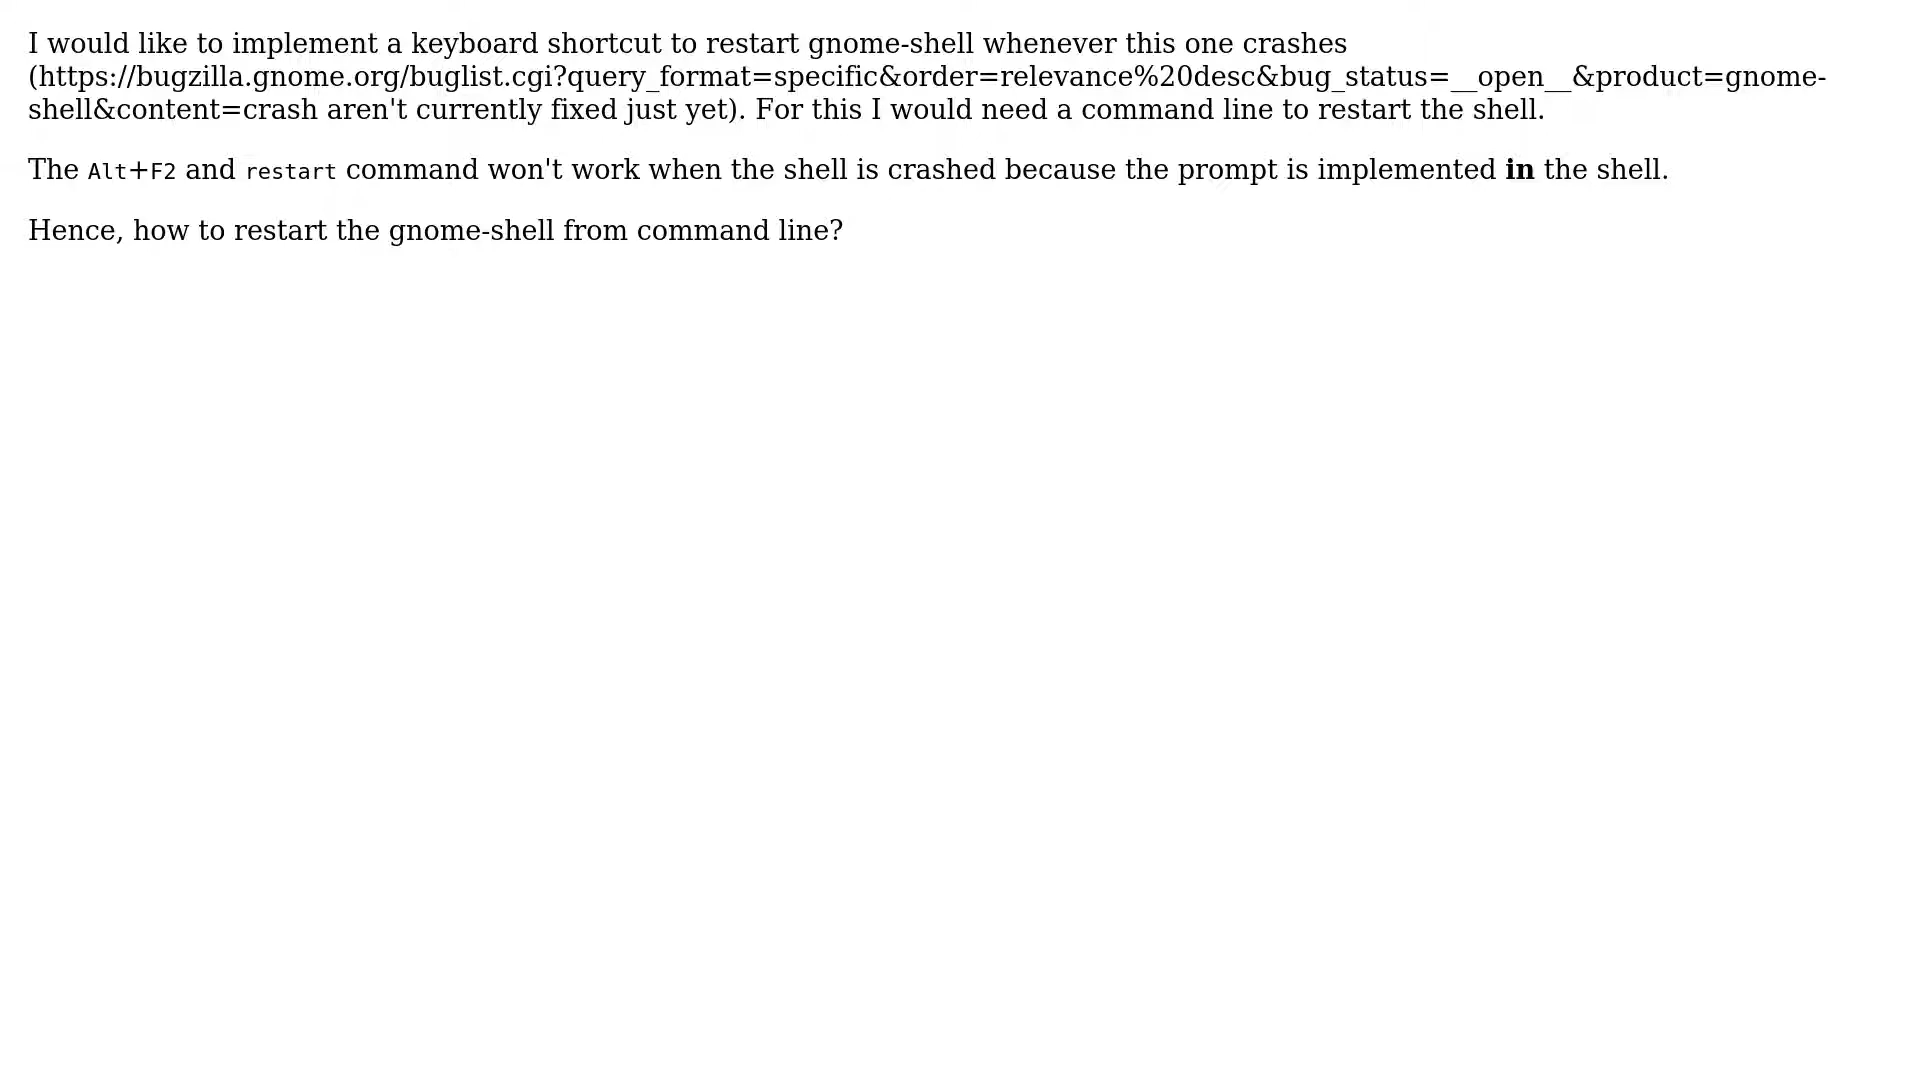 I would like to implement a keyboard shortcut to restart gnome-shell whenever this one crashes
(https://bugzilla.gnome.org/buglist.cgi?query_format=specific&order=relevance%20desc&bug_status=__open__&product=gnome-
shell&content=crash aren't currently fixed just yet). For this I would need a command line to restart the shell.
The Alt+F2 and restart command won't work when the shell is crashed because the prompt is implemented in the shell.
Hence, how to restart the gnome-shell from command line?